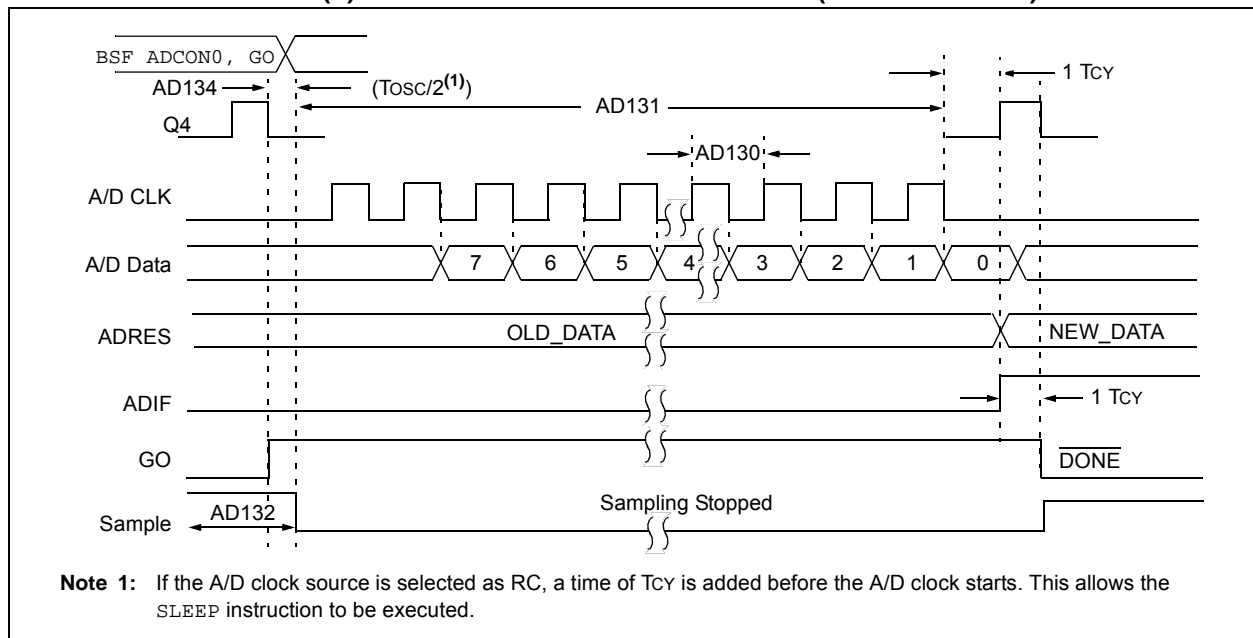 BSF ADCON0, GO
1 TCY
AD134
(TOSC/2(1))
AD131
Q4
AD130
A/D CLK
A/D Data
7 6 5 4 3 2 1 0
ADRES
OLD_DATA
NEW_DATA
ADIF
1 TCY
GO
DONE
AD132
Sampling Stopped
Sample
Note 1: If the A/D clock source is selected as RC, a time of TCY is added before the A/D clock starts. This allows the
SLEEP instruction to be executed.